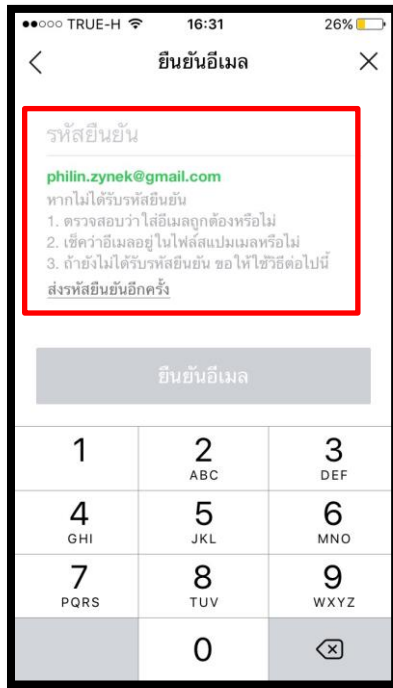 TRUE-H 16:31 26%
ยืนยันอีเมล
รหัสยืนยัน
philin.zynek@gmail.com
หากไม่ได้รับรหัสยืนยัน
1. ตรวจสอบว่าใส่อีเมลถูกต้องหรือไม่
2. เช็คว่าอีเมลอยู่ในไฟล์สแปมเมลหรือไม่
3. ถ้ายังไม่ได้รับรหัสยืนยัน ขอให้ใช้วิธีต่อไปนี้
ส่งรหัสยืนยันอีกครั้ง
ยืนยันอีเมล
1 2 3
ABC DEF
4 5 6
GHI JKL MNO
7 8 9
PQRS TUV WXYZ
0